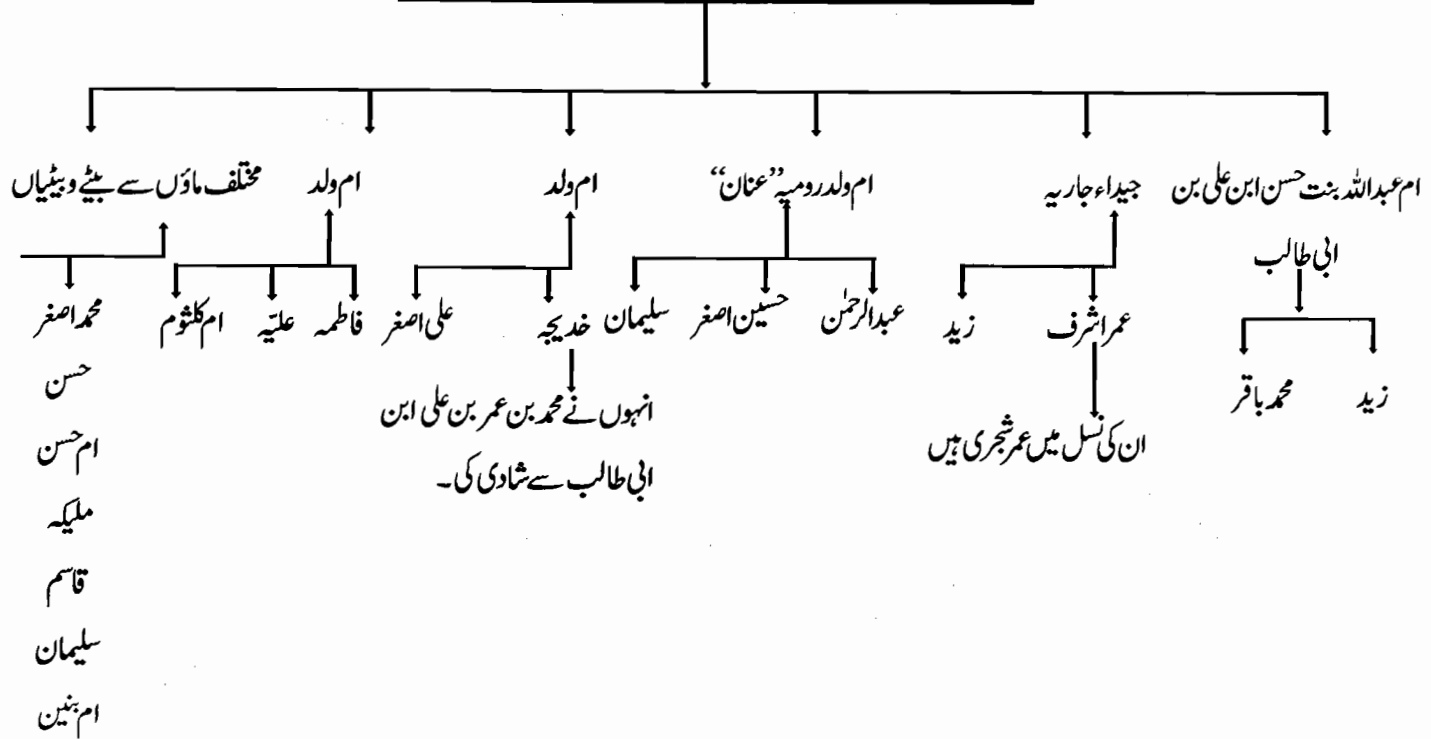 ام عبداللہ بنت حسن ابن علی بن
ابی طالب
جیداء جاریہ
ام ولد رومیہ “عنان”
ام ولد
ام ولد
مختلف ماؤں سے بیٹے و بیٹیاں
زید
محمد باقر
عمر اشرف
زید
ان کی نسل میں عمر شجری ہیں
عبدالرحمٰن
حسین اصغر
سلیمان
خدیجہ
علی اصغر
انہوں نے محمد بن عمر بن علی ابن
ابی طالب سے شادی کی۔
فاطمہ
علیّہ
ام کلثوم
محمد اصغر
حسن
ام حسن
ملیکہ
قاسم
سلیمان
ام بنین